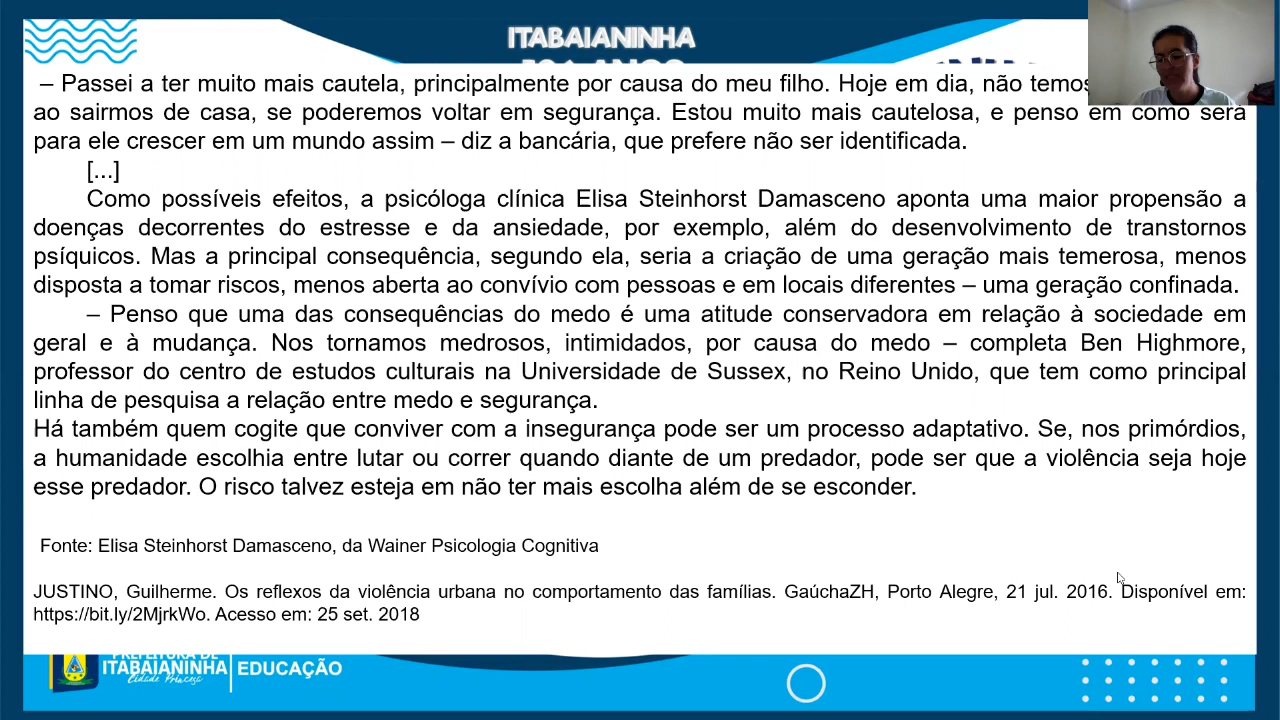 ITABAIANINHA
– Passei a ter muito mais cautela, principalmente por causa do meu filho. Hoje em dia, não temos
ao sairmos de casa, se poderemos voltar em segurança. Estou muito mais cautelosa, e penso em como será
para ele crescer em um mundo assim – diz a bancária, que prefere não ser identificada.
[...]
Como possíveis efeitos, a psicóloga clínica Elisa Steinhorst Damasceno aponta uma maior propensão a
doenças decorrentes do estresse e da ansiedade, por exemplo, além do desenvolvimento de transtornos
psíquicos. Mas a principal consequência, segundo ela, seria a criação de uma geração mais temerosa, menos
disposta a tomar riscos, menos aberta ao convívio com pessoas e em locais diferentes – uma geração confinada.
– Penso que uma das consequências do medo é uma atitude conservadora em relação à sociedade em
geral e à mudança. Nos tornamos medrosos, intimidados, por causa do medo – completa Ben Highmore,
professor do centro de estudos culturais na Universidade de Sussex, no Reino Unido, que tem como principal
linha de pesquisa a relação entre medo e segurança.
Há também quem cogite que conviver com a insegurança pode ser um processo adaptativo. Se, nos primórdios,
a humanidade escolhia entre lutar ou correr quando diante de um predador, pode ser que a violência seja hoje
esse predador. O risco talvez esteja em não ter mais escolha além de se esconder.
Fonte: Elisa Steinhorst Damasceno, da Wainer Psicologia Cognitiva
JUSTINO, Guilherme. Os reflexos da violência urbana no comportamento das famílias. GaúchaZH, Porto Alegre, 21 jul. 2016. Disponível em:
https://bit.ly/2MjrkWo. Acesso em: 25 set. 2018
PREFEITURA DE
ITABAIANINHA
Cidade Princesa
EDUCAÇÃO